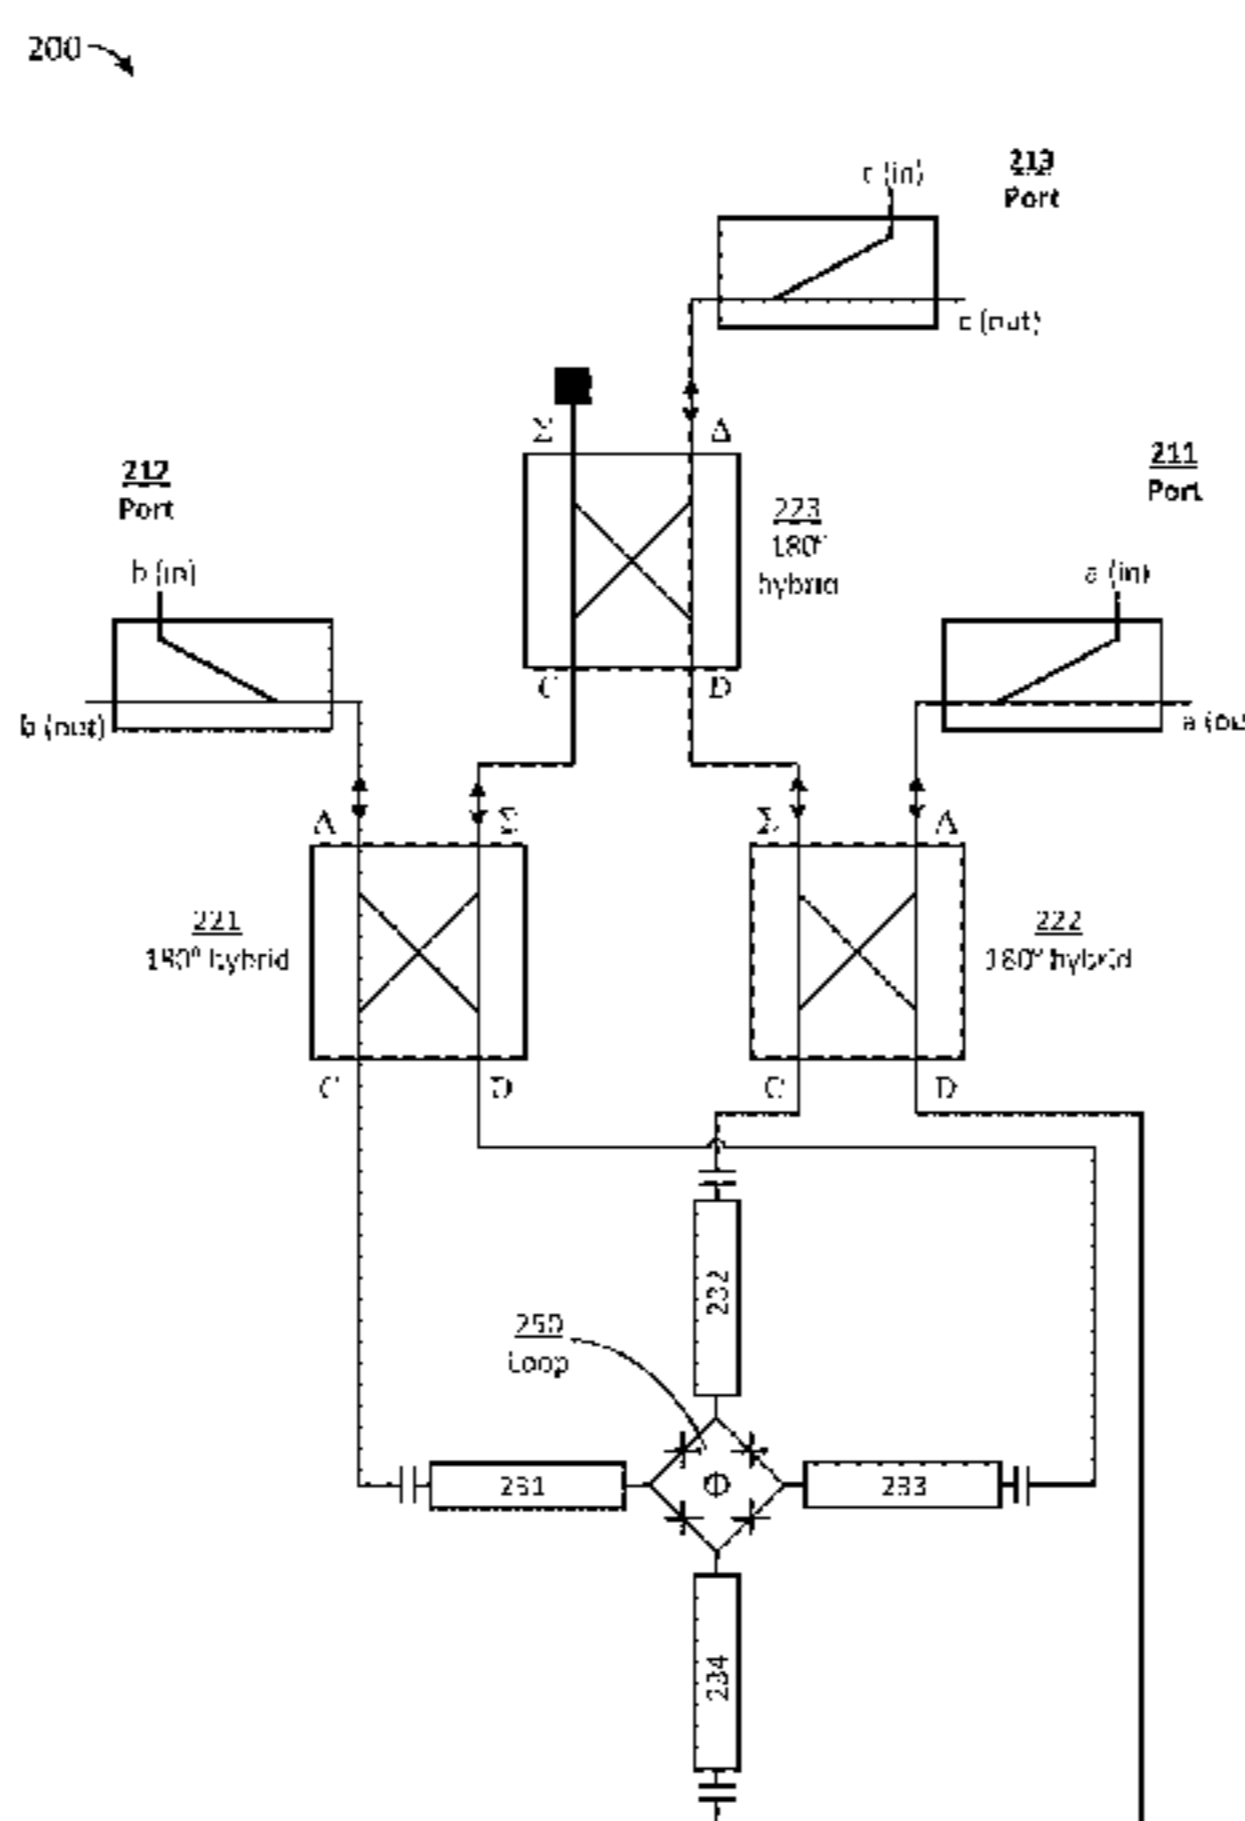 200
213
c (in)
Port
c (out)
Σ
Δ
212
Port
211
Port
223
180°
hybrid
b (in)
a (in)
C
D
b (out)
a (ou
Δ
Σ
Σ
Δ
221
180° hybrid
222
180° hybrid
C
D
C
D
232
250
Loop
231
Φ
233
234